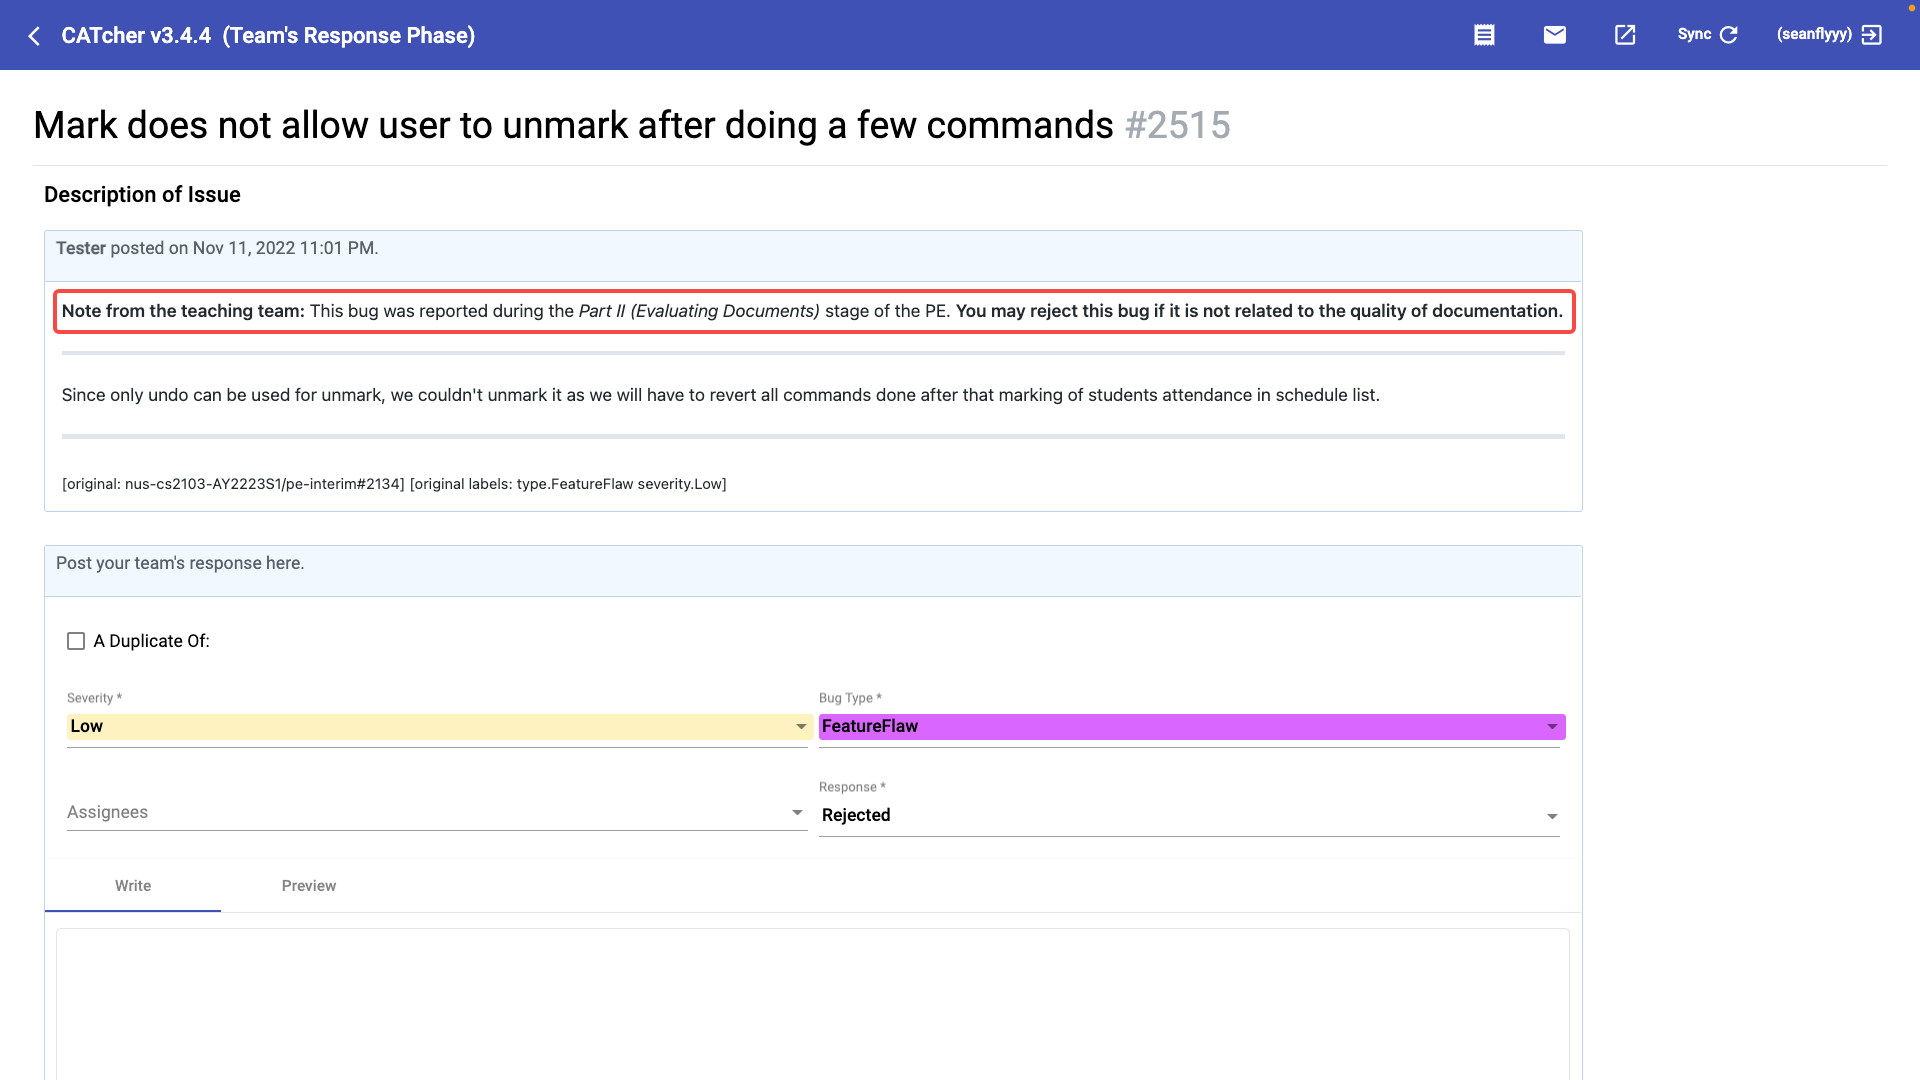 CATcher v3.4.4 (Team's Response Phase)
Sync
(seanflyyy)
Mark does not allow user to unmark after doing a few commands #2515
Description of Issue
Tester posted on Nov 11, 2022 11:01 PM.
Note from the teaching team: This bug was reported during the Part II (Evaluating Documents) stage of the PE. You may reject this bug if it is not related to the quality of documentation.
Since only undo can be used for unmark, we couldn't unmark it as we will have to revert all commands done after that marking of students attendance in schedule list.
[original: nus-cs2103-AY2223S1/pe-interim#2134] [original labels: type.FeatureFlaw severity.Low]
Post your team's response here.
A Duplicate Of:
Severity *
Low
Bug Type *
FeatureFlaw
Assignees
Response *
Rejected
Write
Preview